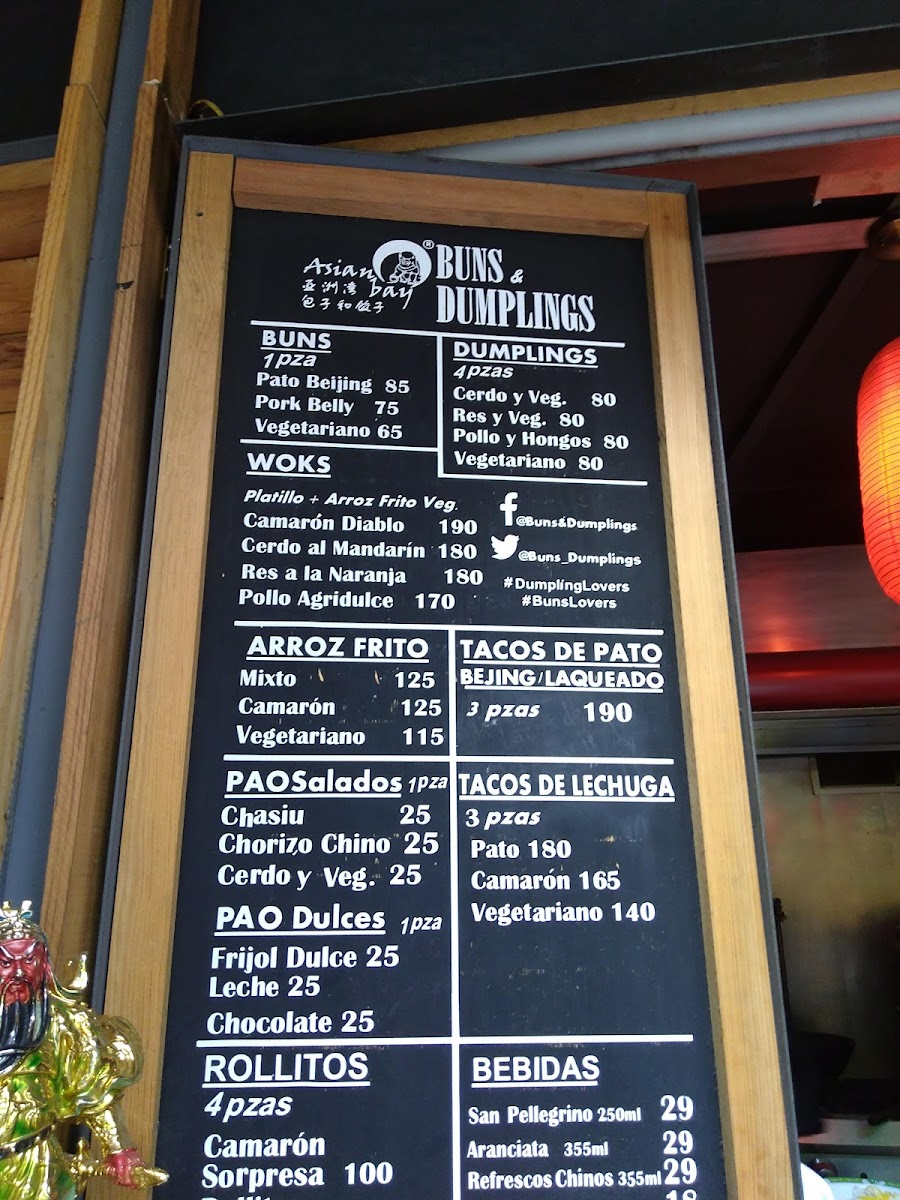 Asian bay ®
亚洲湾
包子和饺子
BUNS &
DUMPLINGS
BUNS
1pza
Pato Beijing 85
Pork Belly 75
Vegetariano 65
DUMPLINGS
4pzas
Cerdo y Veg. 80
Res y Veg. 80
Pollo y Hongos 80
Vegetariano 80
WOKS
Platillo + Arroz Frito Veg.
Camarón Diablo 190
Cerdo al Mandarín 180
Res a la Naranja 180
Pollo Agridulce 170
@Buns&Dumplings
@Buns_Dumplings
#DumplingLovers
#BunsLovers
ARROZ FRITO
Mixto 125
Camarón 125
Vegetariano 115
TACOS DE PATO
BEJING/LAQUEADO
3 pzas 190
PAOSalados 1pza
Chasiu 25
Chorizo Chino 25
Cerdo y Veg. 25
PAO Dulces 1pza
Frijol Dulce 25
Leche 25
Chocolate 25
TACOS DE LECHUGA
3 pzas
Pato 180
Camarón 165
Vegetariano 140
ROLLITOS
4pzas
Camarón
Sorpresa 100
BEBIDAS
San Pellegrino 250ml 29
Aranciata 355ml 29
Refrescos Chinos 355ml 29